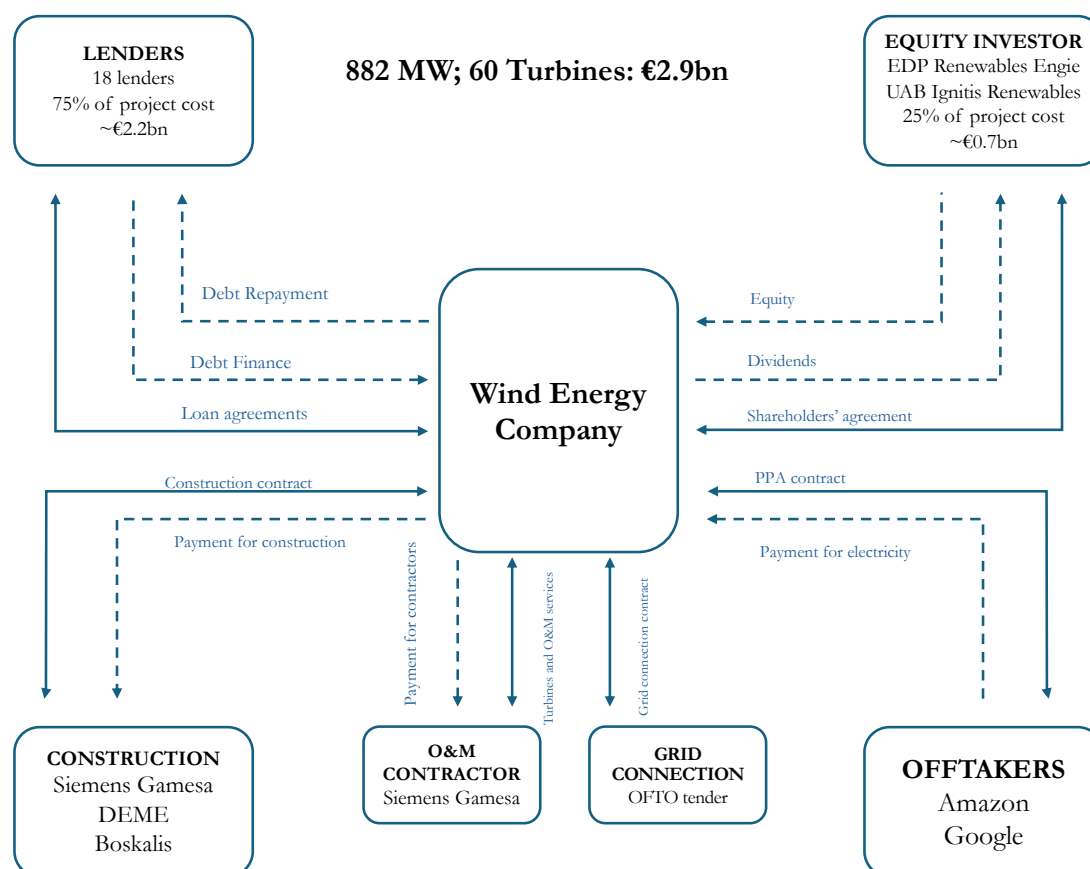 LENDERS
18 lenders
75% of project cost
~€2.2bn
882 MW; 60 Turbines: €2.9bn
EQUITY INVESTOR
EDP Renewables Engie
UAB Ignitis Renewables
25% of project cost
~€0.7bn
Debt Repayment
Debt Finance
Loan agreements
Equity
Dividends
Shareholders’ agreement
Wind Energy
Company
Construction contract
Payment for construction
PPA contract
Payment for electricity
Payment for contractors
Turbines and O&M services
Grid connection contract
CONSTRUCTION
Siemens Gamesa
DEME
Boskalis
O&M
CONTRACTOR
Siemens Gamesa
GRID
CONNECTION
OFTO tender
OFFTAKERS
Amazon
Google